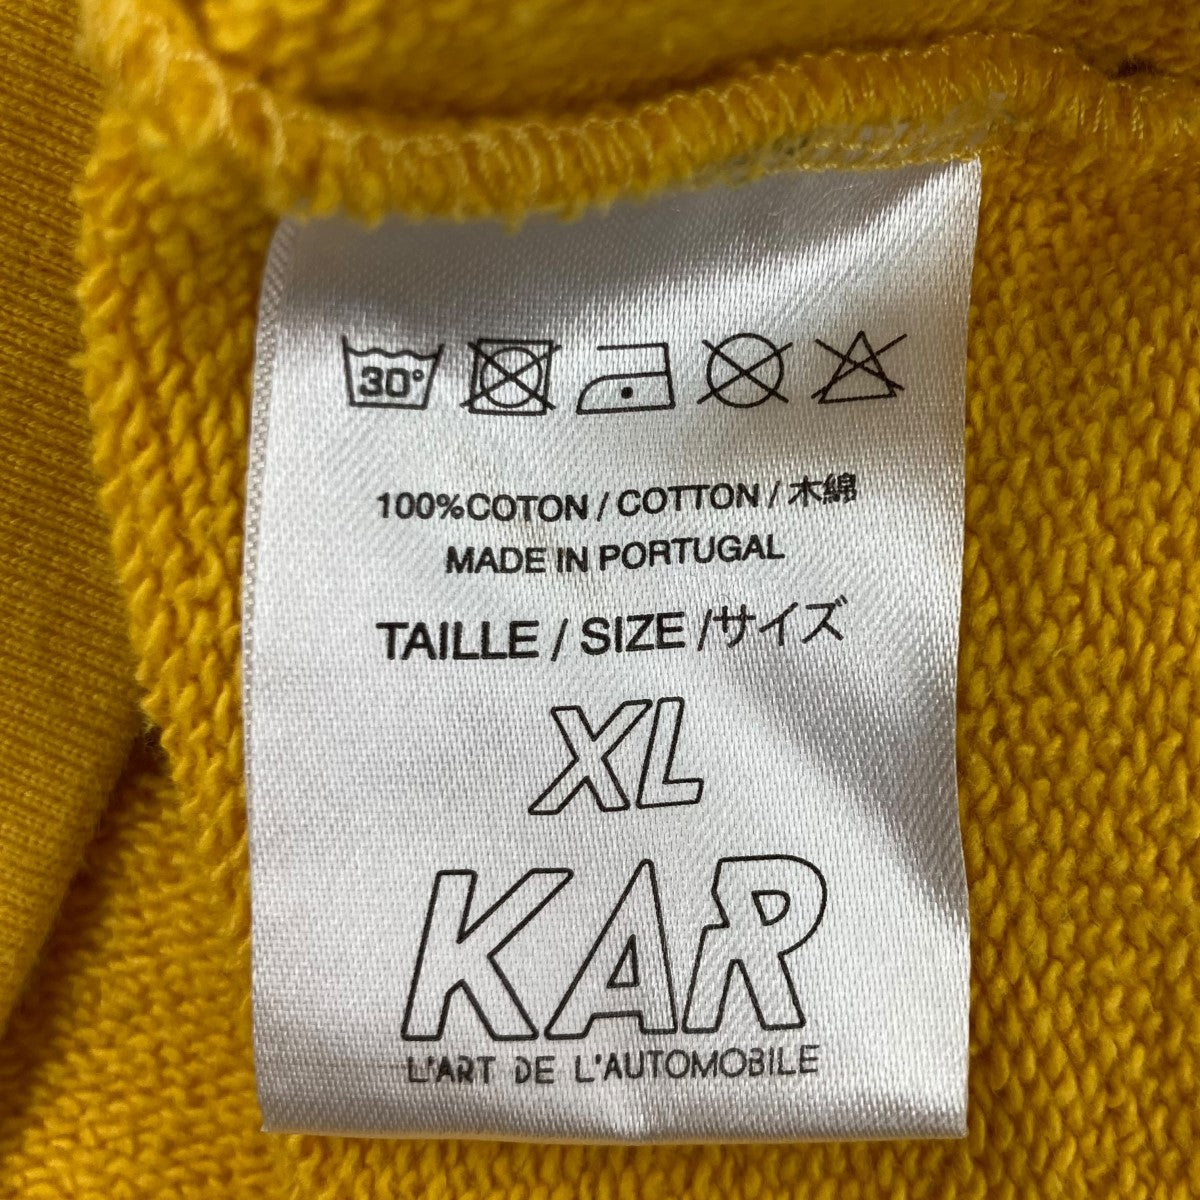 30°
100%COTON / COTTON / 木綿
MADE IN PORTUGAL
TAILLE / SIZE /サイズ
XL
KAR
L'ART DE L'AUTOMOBILE